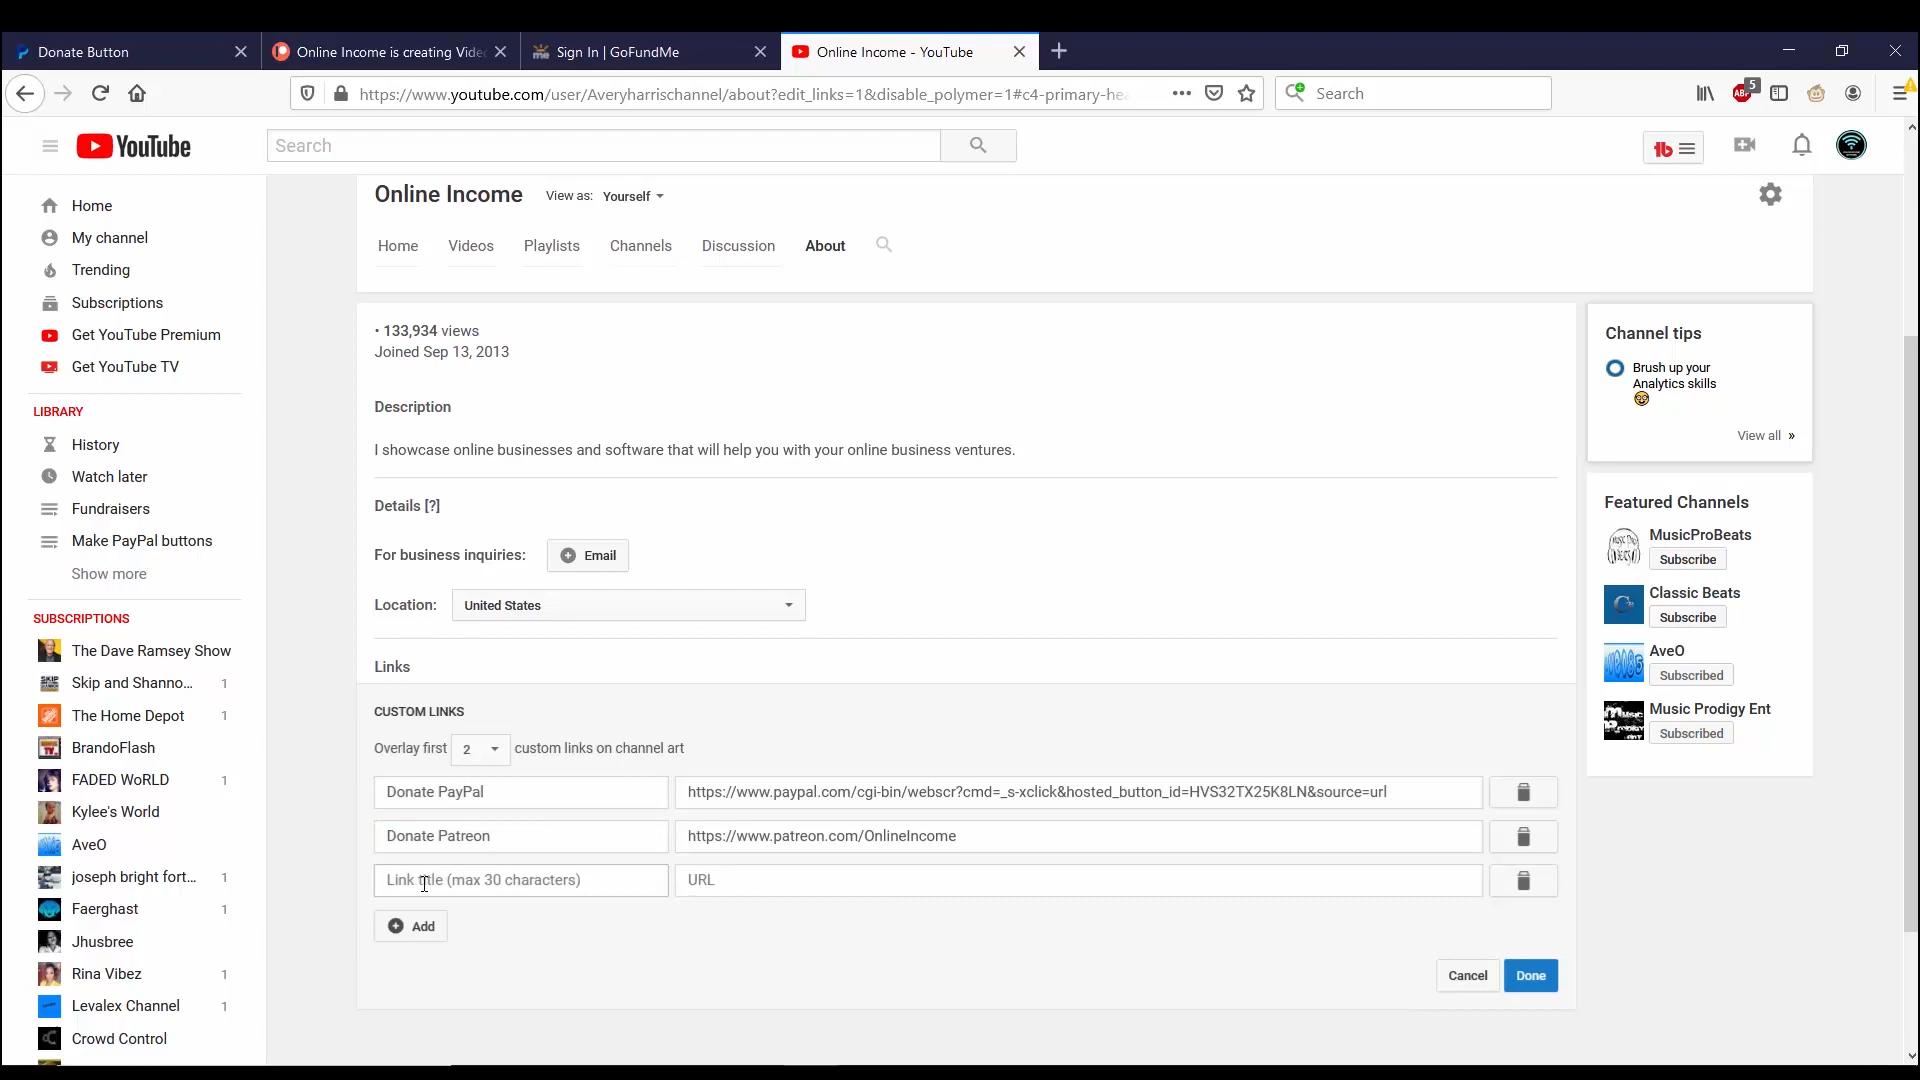 Donate Button
Online Income is creating Vide
Sign In | GoFundMe
Online Income - YouTube
https://www.youtube.com/user/Averyharrischannel/about?edit_links=1&disable_polymer=1#c4-primary-hea
Search
ABP
5
YouTube
Search
tb
Online Income
View as: Yourself
Home
Videos
Playlists
Channels
Discussion
About
Home
My channel
Trending
Subscriptions
Get YouTube Premium
Get YouTube TV
LIBRARY
History
Watch later
Fundraisers
Make PayPal buttons
Show more
SUBSCRIPTIONS
The Dave Ramsey Show
Skip and Shanno... 1
The Home Depot 1
BrandoFlash
FADED WoRLD 1
Kylee's World
AveO
joseph bright fort... 1
Faerghast 1
Jhusbree
Rina Vibez 1
Levalex Channel 1
Crowd Control
• 133,934 views
Joined Sep 13, 2013
Description
I showcase online businesses and software that will help you with your online business ventures.
Details [?]
For business inquiries: Email
Location: United States
Links
CUSTOM LINKS
Overlay first 2 custom links on channel art
Donate PayPal
https://www.paypal.com/cgi-bin/webscr?cmd=_s-xclick&hosted_button_id=HVS32TX25K8LN&source=url
Donate Patreon
https://www.patreon.com/OnlineIncome
Link title (max 30 characters)
URL
Add
Cancel
Done
Channel tips
Brush up your
Analytics skills
View all »
Featured Channels
MusicProBeats
Subscribe
Classic Beats
Subscribe
AveO
Subscribed
Music Prodigy Ent
Subscribed